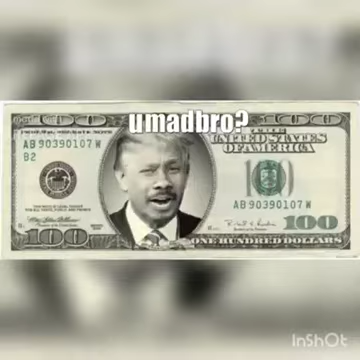 umadbro?
100 100
THE
UNITED STATES
OF AMERICA
AB 90390107 W
B2
AB 90390107 W
100
100 ONE HUNDRED DOLLARS
InShOt